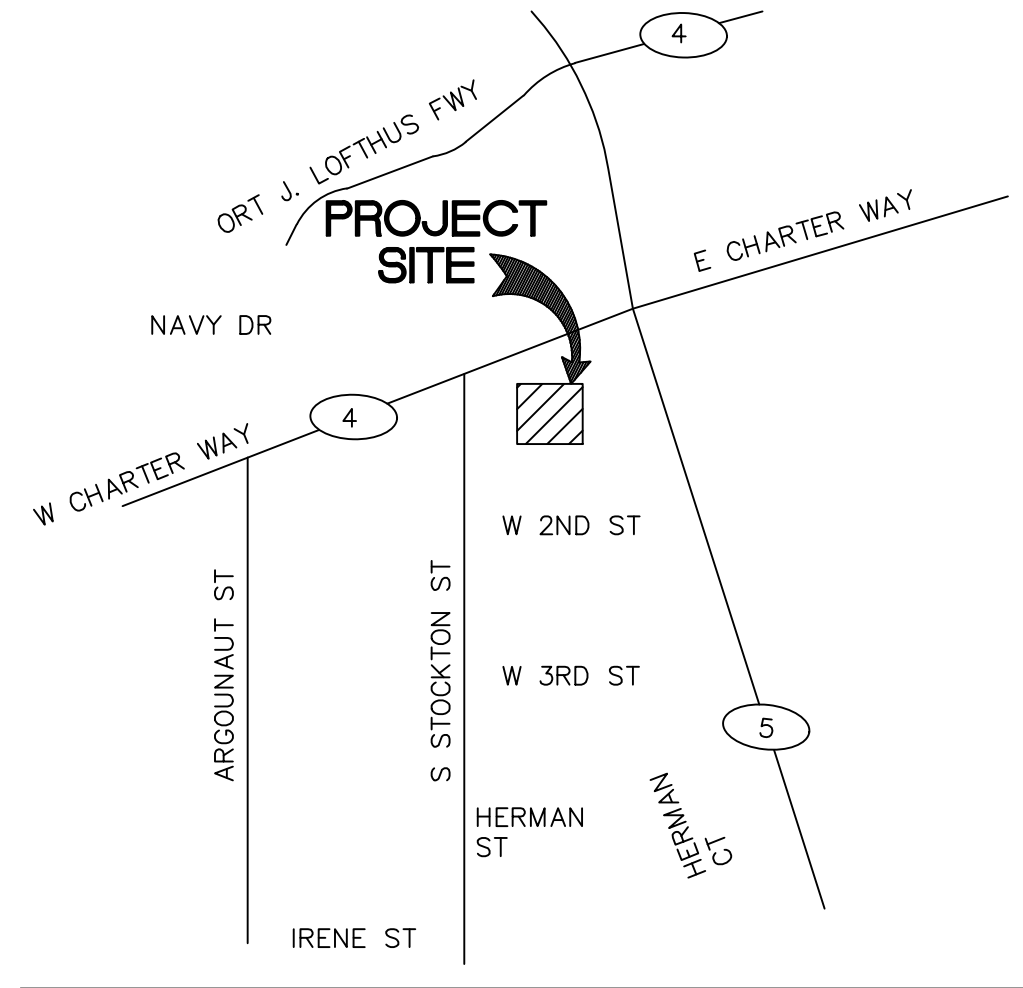 4
ORT J. LOFTHUS FWY
PROJECT
SITE
E CHARTER WAY
NAVY DR
4
W CHARTER WAY
W 2ND ST
ARGOUNAUT ST
S STOCKTON ST
W 3RD ST
5
HERMAN
ST
HERMAN
CT
IRENE ST